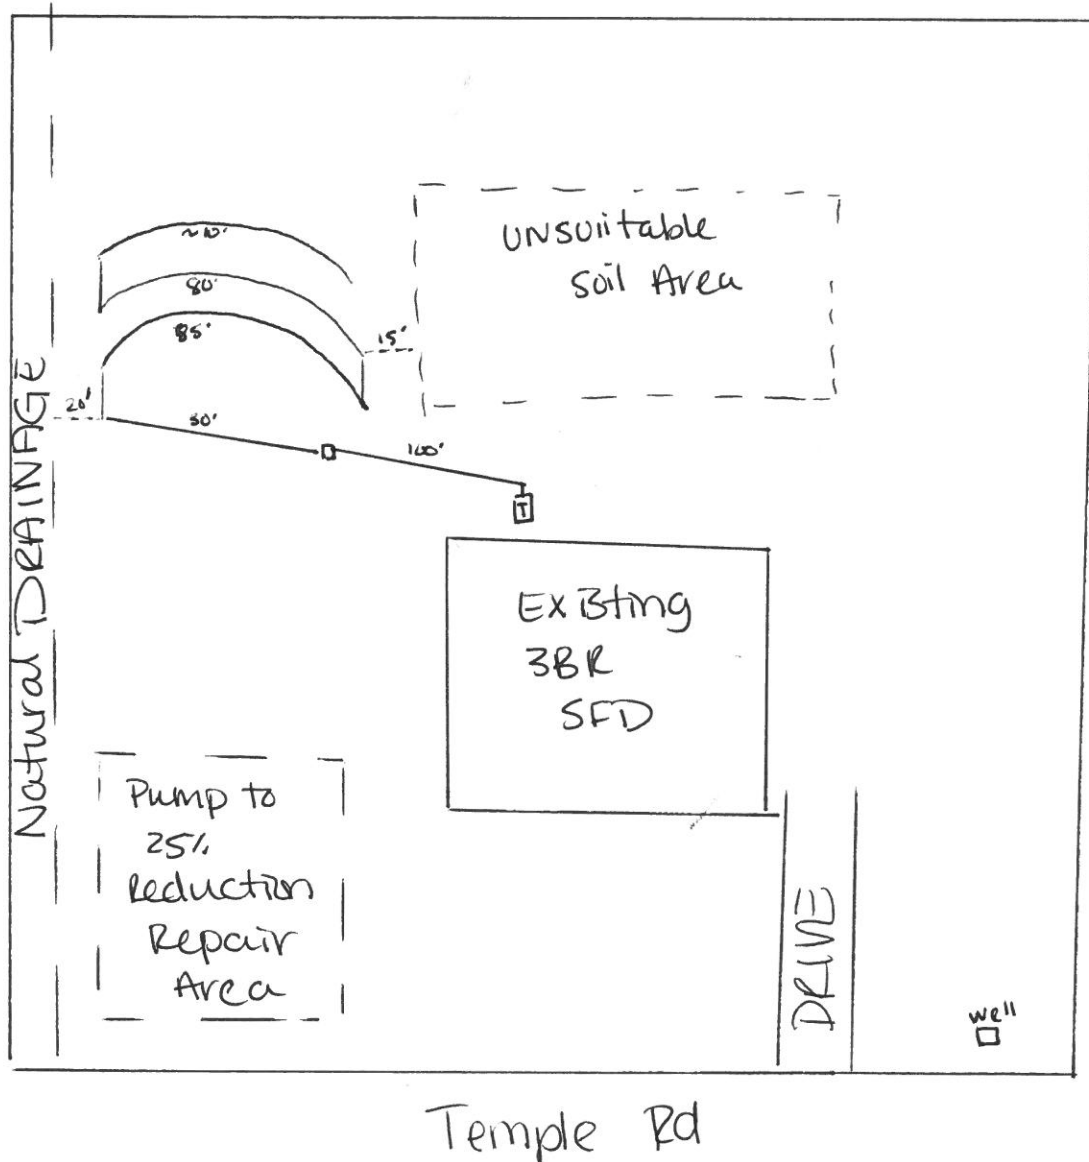 ~10'
80'
85'
UNSUITABLE
Soil Area
15'
20'
100'
T
Natural DRAINAGE
Existing
3BR
SFD
Pump to
25%
Reduction
Repair
Area
DRIVE
well
Temple Rd